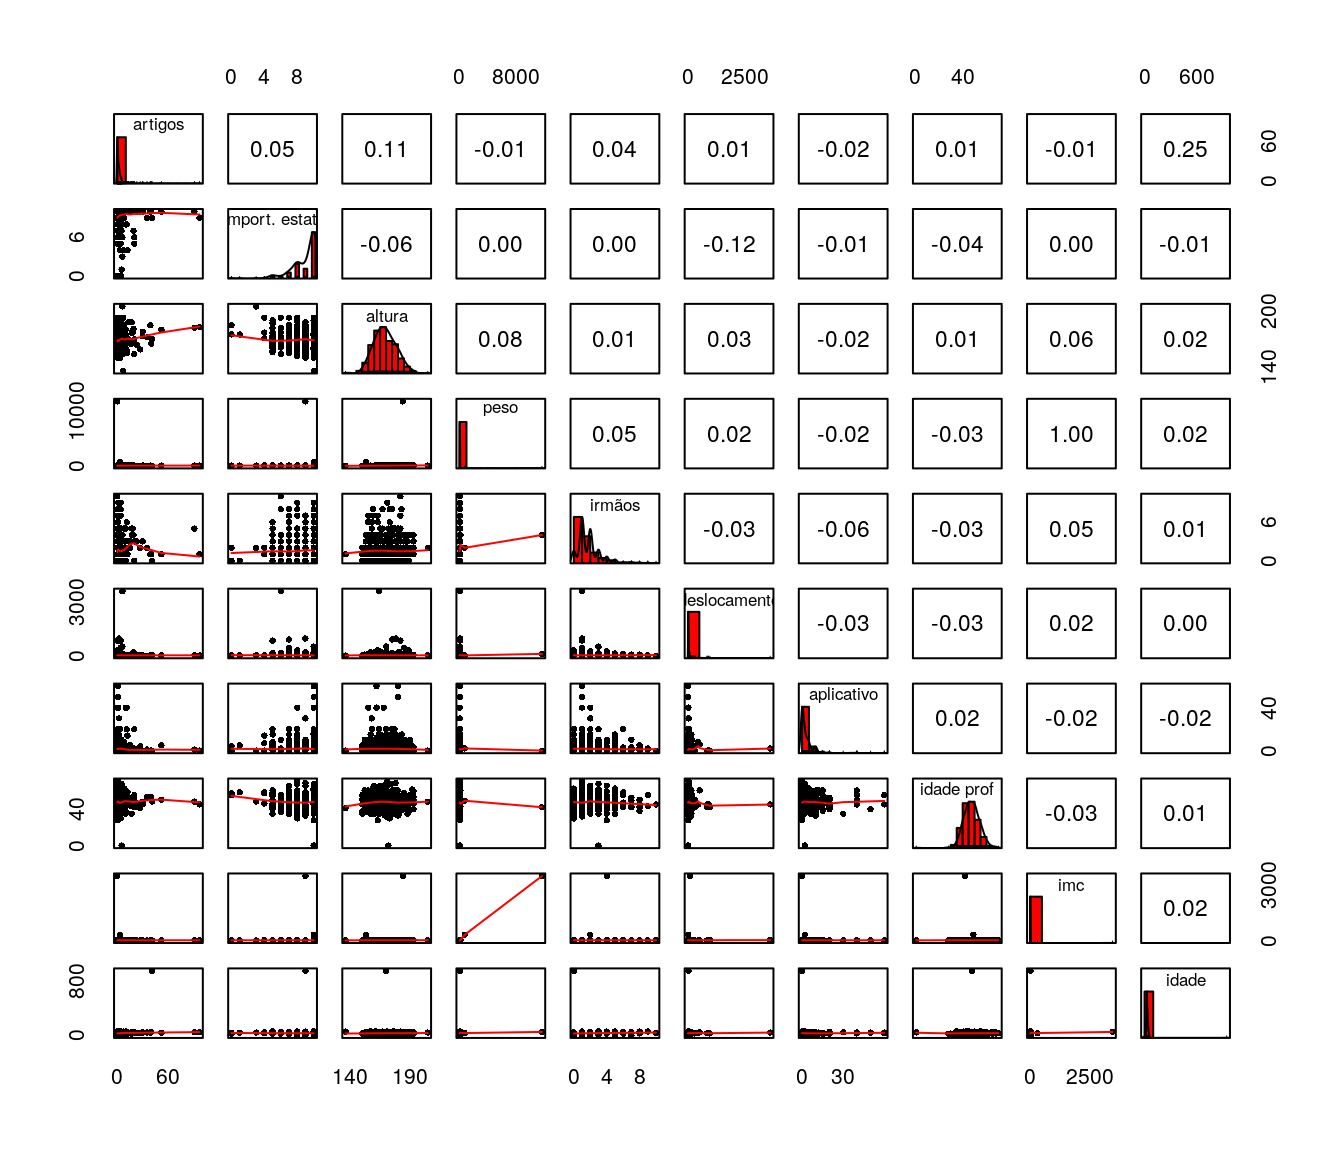 0 4 8 0 8000 0 2500 0 40 0 600
artigos 0.05 0.11 -0.01 0.04 0.01 -0.02 0.01 -0.01 0.25 0 60
0 6 mport. estat -0.06 0.00 0.00 -0.12 -0.01 -0.04 0.00 -0.01
altura 0.08 0.01 0.03 -0.02 0.01 0.06 0.02 140 200
0 10000 peso 0.05 0.02 -0.02 -0.03 1.00 0.02
irmãos -0.03 -0.06 -0.03 0.05 0.01 0 6
0 3000 eslocament -0.03 -0.03 0.02 0.00
aplicativo 0.02 -0.02 -0.02 0 40
0 40 idade prof -0.03 0.01
imc 0.02 0 3000
0 800 idade
0 60 140 190 0 4 8 0 30 0 2500